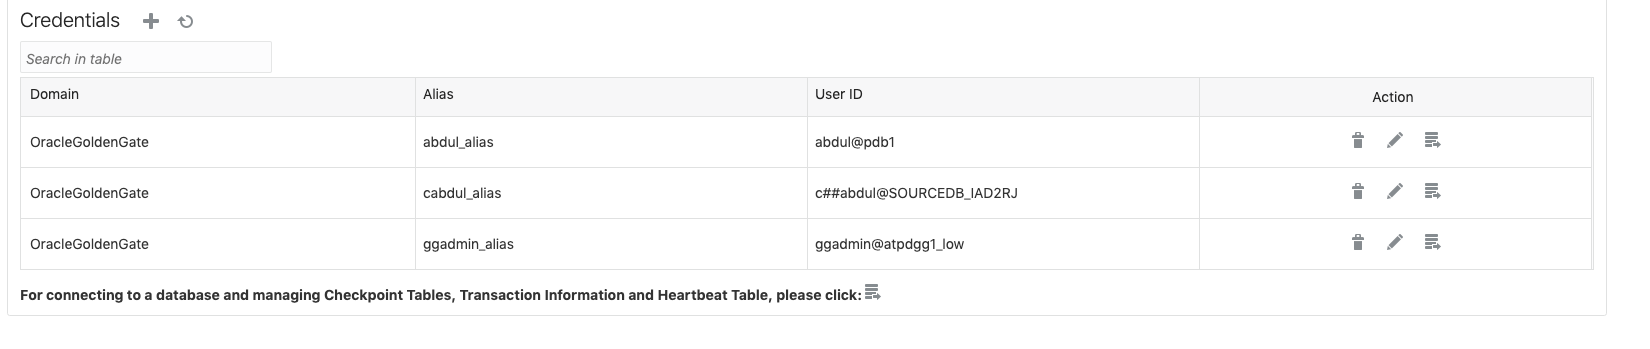 Credentials
Search in table
Domain Alias User ID Action
OracleGoldenGate abdul_alias abdul@pdb1
OracleGoldenGate cabdul_alias c##abdul@SOURCEDB_IAD2RJ
OracleGoldenGate ggadmin_alias ggadmin@atpdgg1_low
For connecting to a database and managing Checkpoint Tables, Transaction Information and Heartbeat Table, please click: